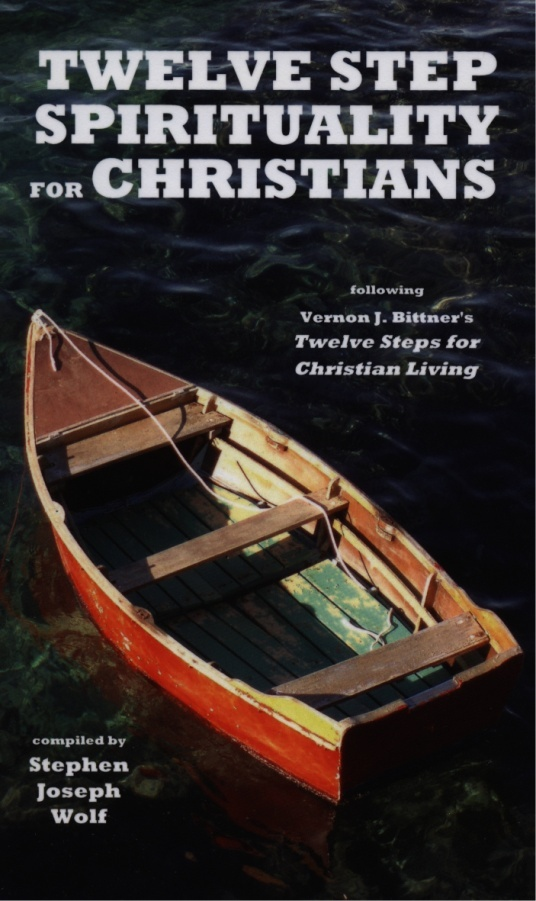 TWELVE STEP
SPIRITUALITY
FOR CHRISTIANS
following
Vernon J. Bittner's
Twelve Steps for
Christian Living
compiled by
Stephen
Joseph
Wolf